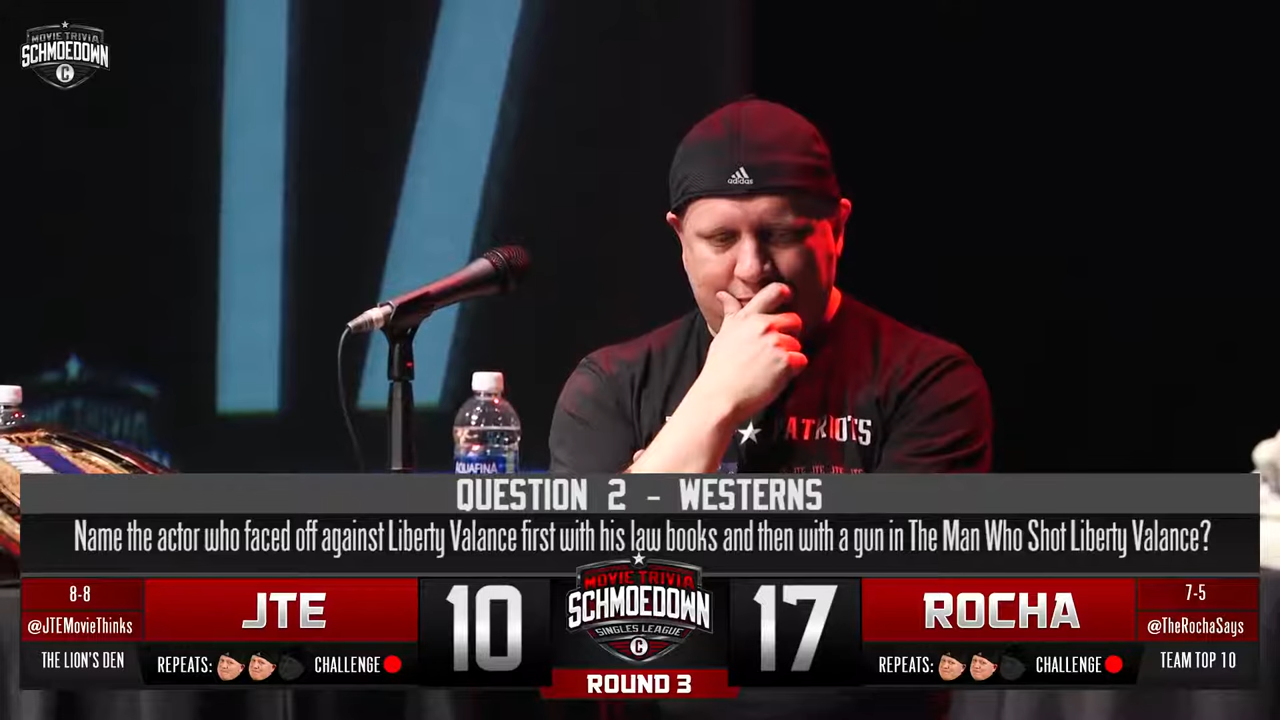 MOVIE TRIVIA
SCHMOEDOWN
C
adidas
PATRIOTS
AQUAFINA
QUESTION 2 - WESTERNS
Name the actor who faced off against Liberty Valance first with his law books and then with a gun in The Man Who Shot Liberty Valance?
8-8
@JTEMovieThinks
THE LION'S DEN
JTE
REPEATS:
CHALLENGE
10
MOVIE TRIVIA
SCHMOEDOWN
SINGLES LEAGUE
C
ROUND 3
17
ROCHA
REPEATS:
CHALLENGE
7-5
@TheRochaSays
TEAM TOP 10